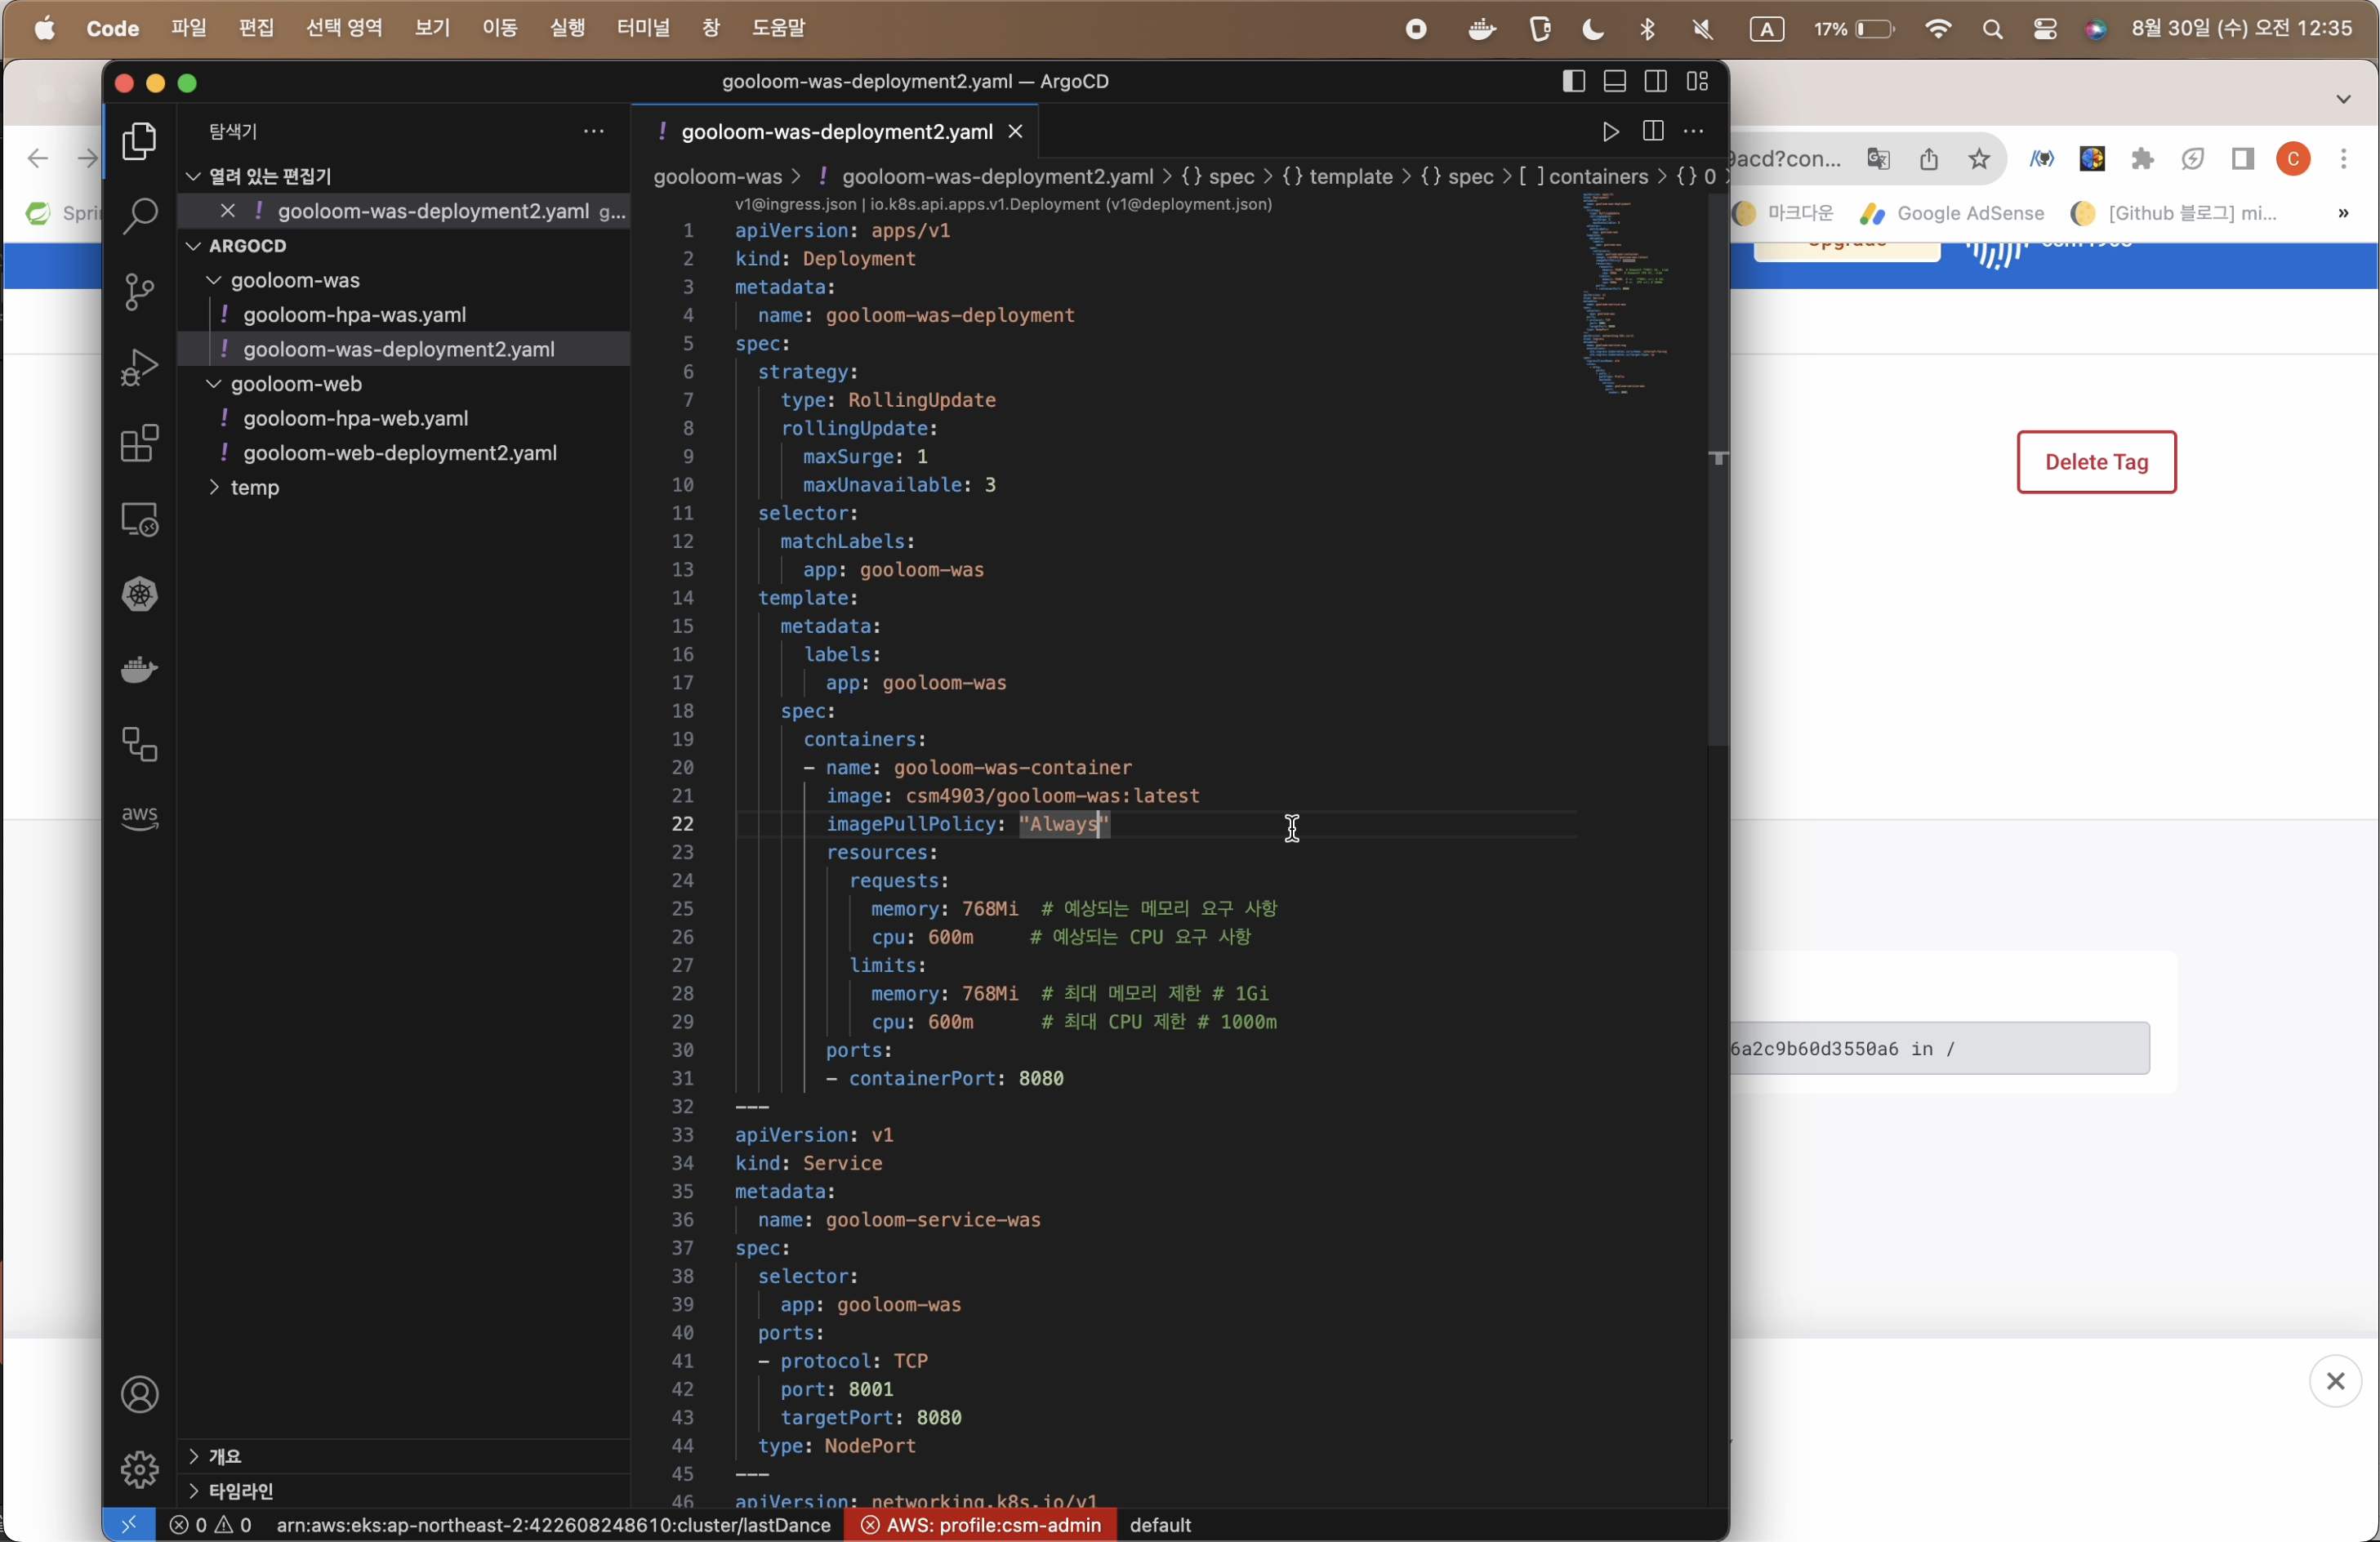 Code 파일 편집 선택 영역 보기 이동 실행 터미널 창 도움말 A 17% 8월 30일 (수) 오전 12:35
gooloom-was-deployment2.yaml — ArgoCD
탐색기
열려 있는 편집기
gooloom-was-deployment2.yaml g...
ARGOCD
gooloom-was
gooloom-hpa-was.yaml
gooloom-was-deployment2.yaml
gooloom-web
gooloom-hpa-web.yaml
gooloom-web-deployment2.yaml
temp
개요
타임라인
gooloom-was-deployment2.yaml
gooloom-was > ! gooloom-was-deployment2.yaml > {} spec > {} template > {} spec > [ ] containers > {} 0
v1@ingress.json | io.k8s.api.apps.v1.Deployment (v1@deployment.json)
1 apiVersion: apps/v1
2 kind: Deployment
3 metadata:
4 name: gooloom-was-deployment
5 spec:
6 strategy:
7 type: RollingUpdate
8 rollingUpdate:
9 maxSurge: 1
10 maxUnavailable: 3
11 selector:
12 matchLabels:
13 app: gooloom-was
14 template:
15 metadata:
16 labels:
17 app: gooloom-was
18 spec:
19 containers:
20 - name: gooloom-was-container
21 image: csm4903/gooloom-was:latest
22 imagePullPolicy: "Always"
23 resources:
24 requests:
25 memory: 768Mi # 예상되는 메모리 요구 사항
26 cpu: 600m # 예상되는 CPU 요구 사항
27 limits:
28 memory: 768Mi # 최대 메모리 제한 # 1Gi
29 cpu: 600m # 최대 CPU 제한 # 1000m
30 ports:
31 - containerPort: 8080
32 ---
33 apiVersion: v1
34 kind: Service
35 metadata:
36 name: gooloom-service-was
37 spec:
38 selector:
39 app: gooloom-was
40 ports:
41 - protocol: TCP
42 port: 8001
43 targetPort: 8080
44 type: NodePort
45 ---
46 apiVersion: networking.k8s.io/v1
0 0 arn:aws:eks:ap-northeast-2:422608248610:cluster/lastDance AWS: profile:csm-admin default
aws
Spri
acd?con... C
마크다운 Google AdSense [Github 블로그] mi... »
Delete Tag
6a2c9b60d3550a6 in /